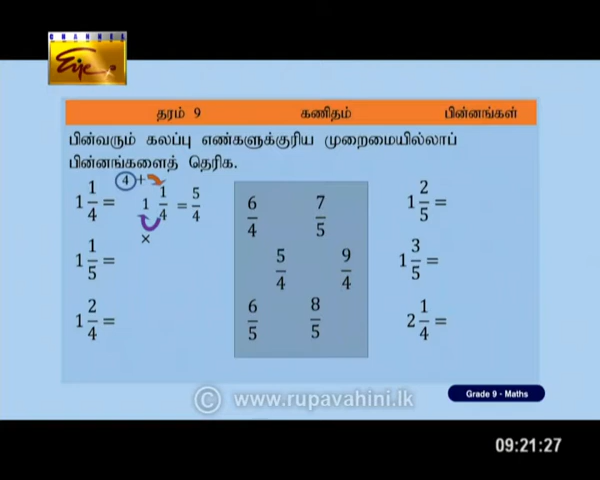 CHANNEL
Eye
தரம் 9 கணிதம் பின்னங்கள்
பின்வரும் கலப்பு எண்களுக்குரிய முறைமையில்லாப்
பின்னங்களைத் தெரிக.
4 +
1 1/4 = 1 1/4 = 5/4
×
1 1/5 =
1 2/4 =
6/4 7/5
5/4 9/4
6/5 8/5
1 2/5 =
1 3/5 =
2 1/4 =
© www.rupavahini.lk
Grade 9 - Maths
09:21:27